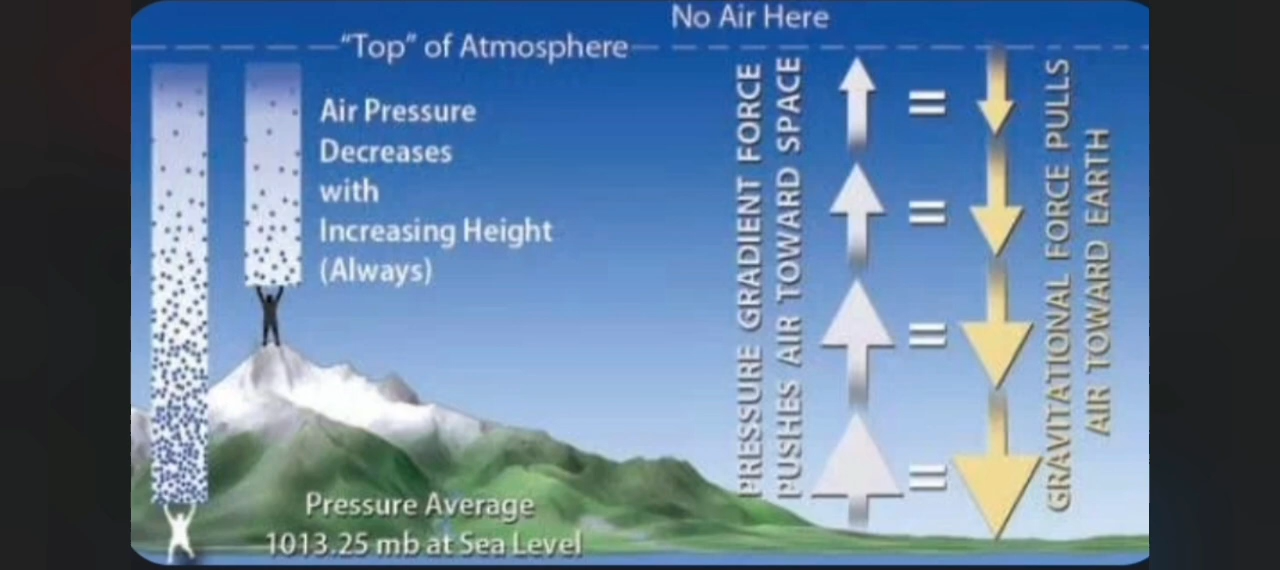 No Air Here
“Top” of Atmosphere
Air Pressure
Decreases
with
Increasing Height
(Always)
PRESSURE GRADIENT FORCE
PUSHES AIR TOWARD SPACE
=
=
=
=
GRAVITATIONAL FORCE PULLS
AIR TOWARD EARTH
Pressure Average
1013.25 mb at Sea Level